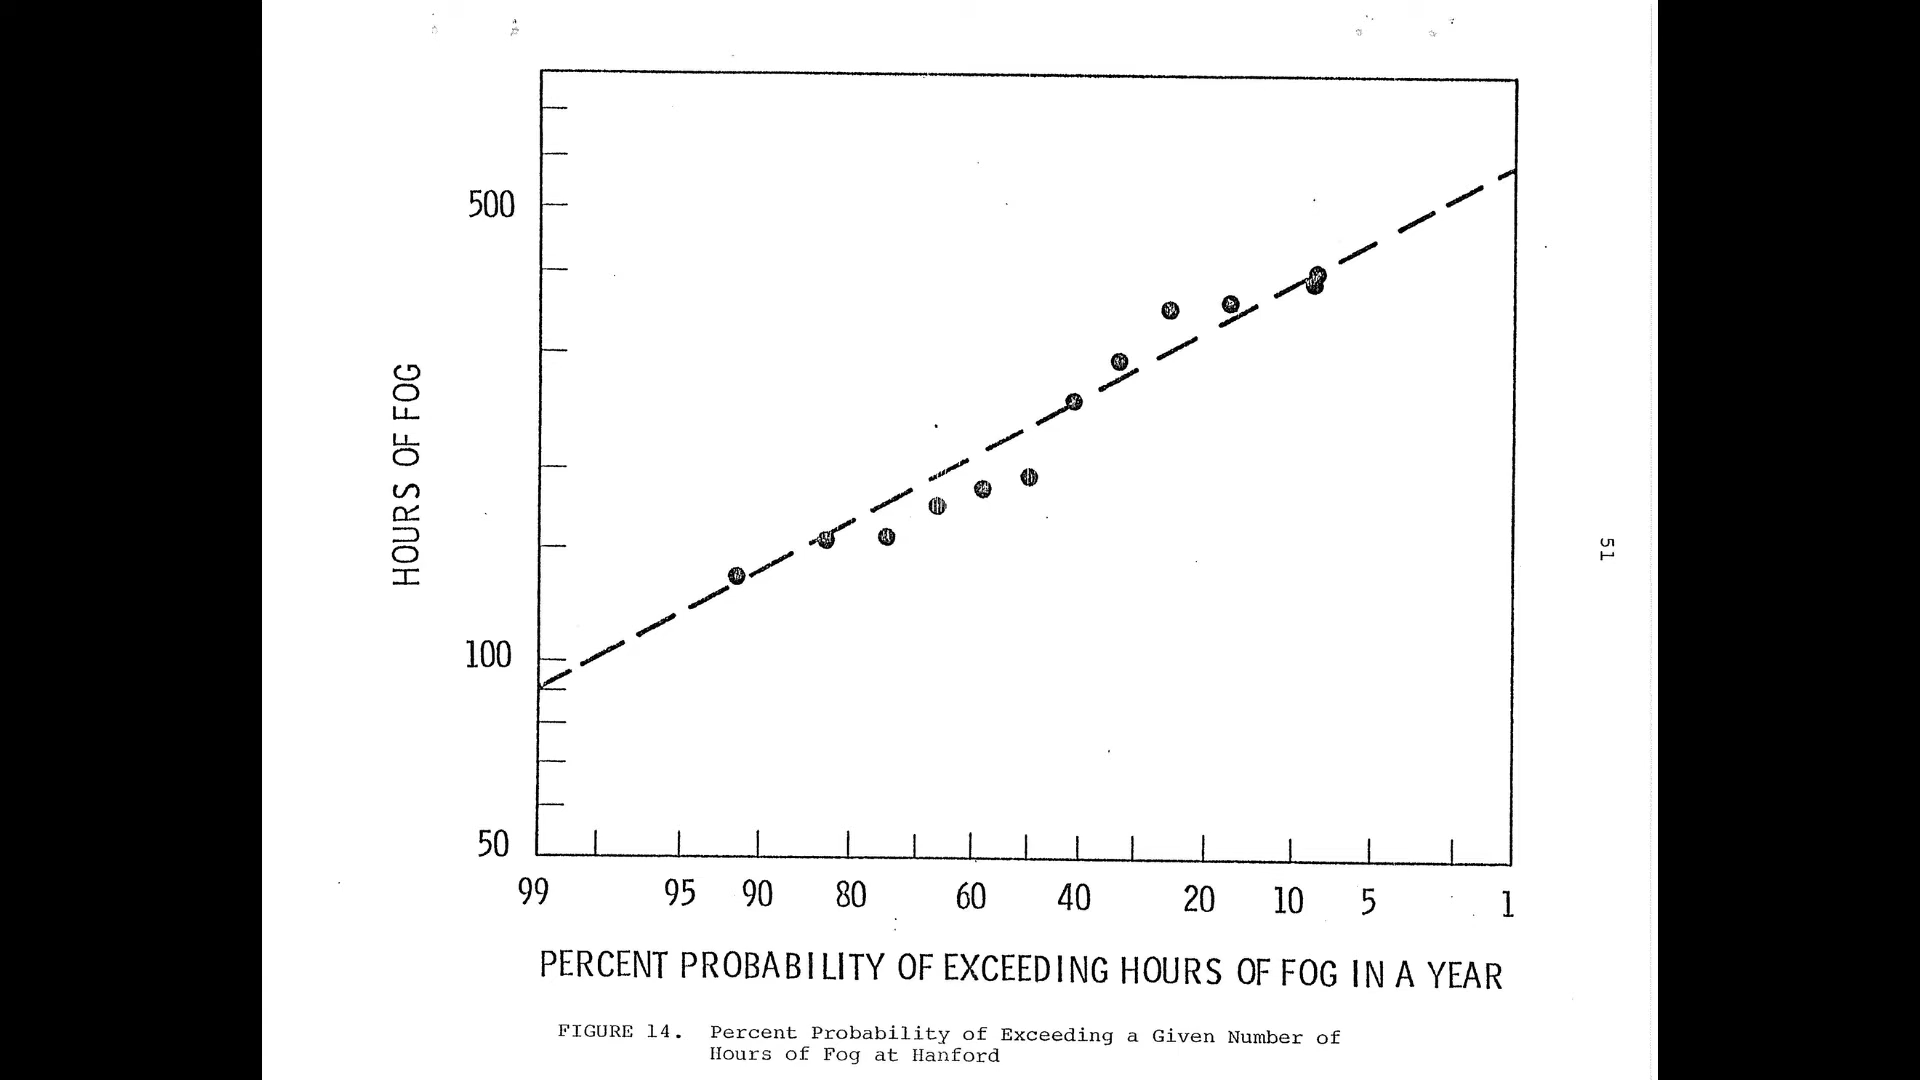 500
100
50
HOURS OF FOG
99 95 90 80 60 40 20 10 5 1
PERCENT PROBABILITY OF EXCEEDING HOURS OF FOG IN A YEAR
FIGURE 14. Percent Probability of Exceeding a Given Number of
Hours of Fog at Hanford
51